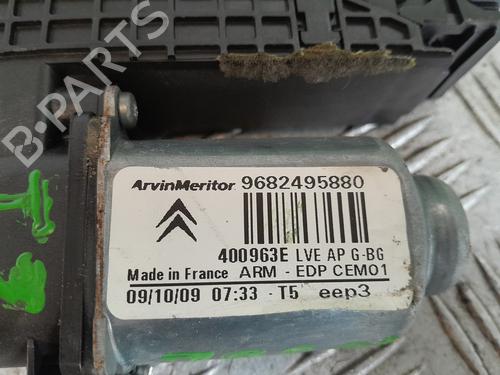 B-PARTS
ArvinMeritor 9682495880
400963E LVE AP G-BG
Made in France ARM - EDP CEM01
09/10/09 07:33 - T5 eep3